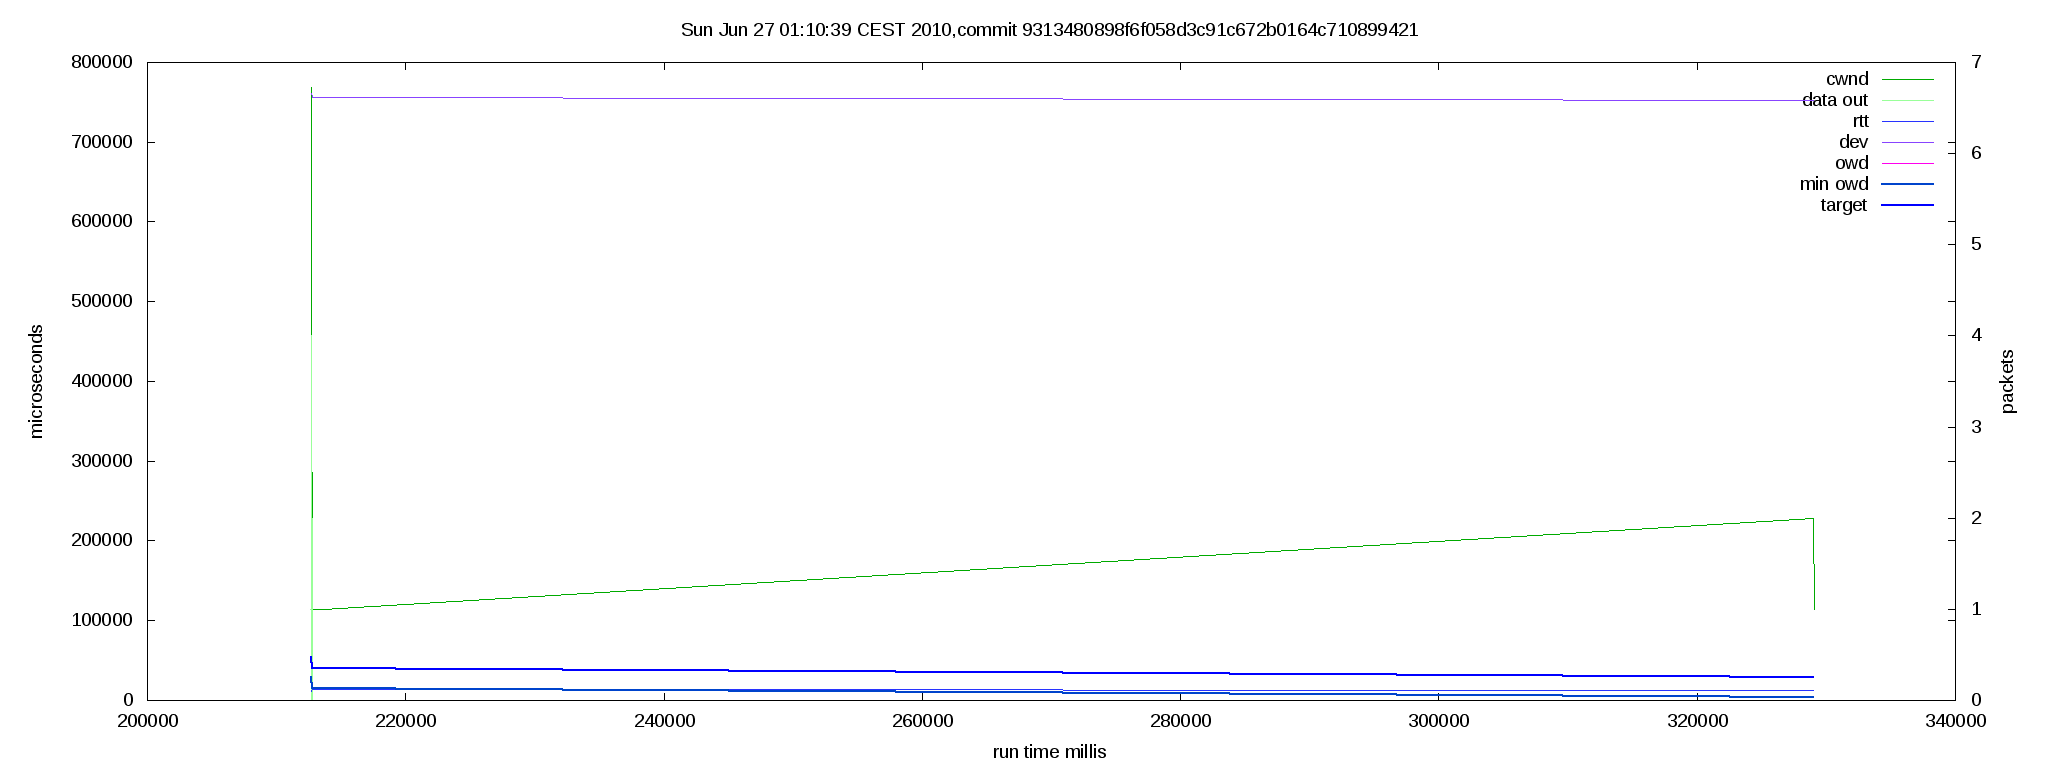 Sun Jun 27 01:10:39 CEST 2010,commit 9313480898f6f058d3c91c672b0164c710899421
800000
700000
600000
500000
400000
300000
200000
100000
0
microseconds
7
6
5
4
3
2
1
0
packets
cwnd
data out
rtt
dev
owd
min owd
target
200000 220000 240000 260000 280000 300000 320000 340000
run time millis